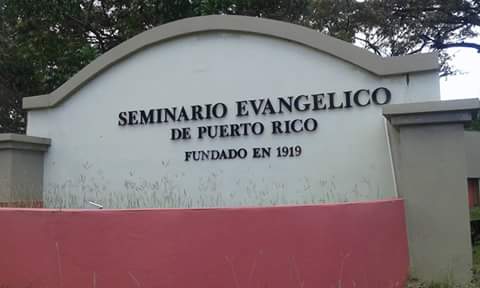 SEMINARIO EVANGELICO
DE PUERTO RICO
FUNDADO EN 1919